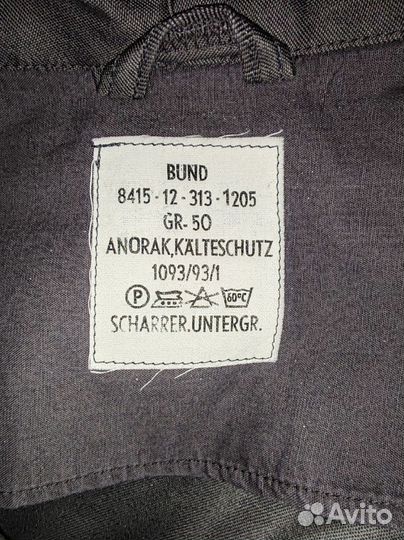 BUND
8415-12-313-1205
GR-50
ANORAK,KÄLTESCHUTZ
1093/93/1
P 60°C
SCHARRER.UNTERGR.
Avito